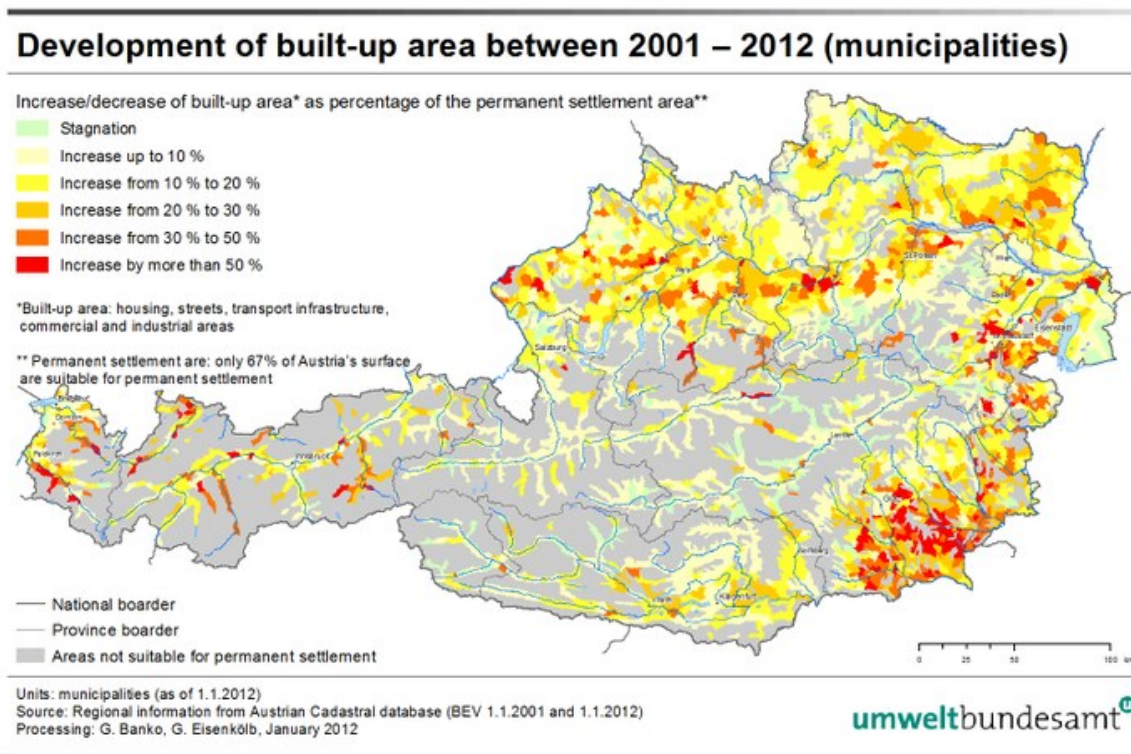 Development of built-up area between 2001 – 2012 (municipalities)
Increase/decrease of built-up area* as percentage of the permanent settlement area**
Stagnation
Increase up to 10 %
Increase from 10 % to 20 %
Increase from 20 % to 30 %
Increase from 30 % to 50 %
Increase by more than 50 %
*Built-up area: housing, streets, transport infrastructure,
commercial and industrial areas
** Permanent settlement are: only 67% of Austria's surface
are suitable for permanent settlement
Linz
Wels
St.Pölten
Eisenstadt
Salzburg
Innsbruck
Leoben
Wolfsberg
Villach
Klagenfurt
Feldkirch
National boarder
Province boarder
Areas not suitable for permanent settlement
0 25 50 100
Units: municipalities (as of 1.1.2012)
Source: Regional information from Austrian Cadastral database (BEV 1.1.2001 and 1.1.2012)
Processing: G. Banko, G. Eisenkölb, January 2012
umweltbundesamt